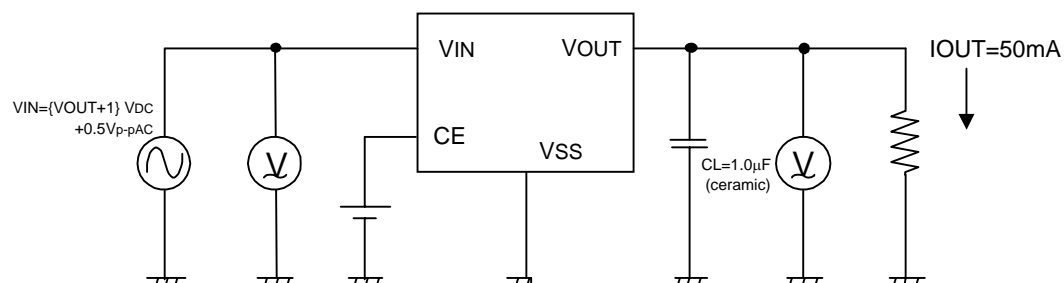 VIN
VOUT
IOUT=50mA
VIN={VOUT+1} VDC
+0.5Vp-pAC
CE
VSS
V
CL=1.0μF
(ceramic)
V